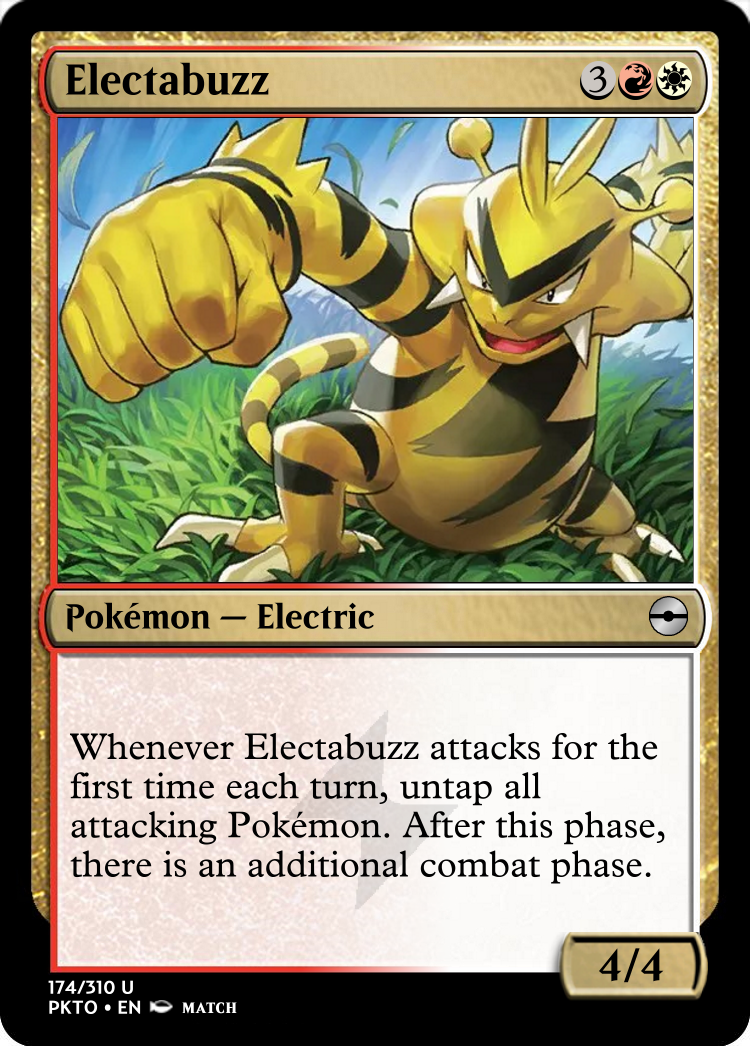 Electabuzz 3
Pokémon — Electric
Whenever Electabuzz attacks for the
first time each turn, untap all
attacking Pokémon. After this phase,
there is an additional combat phase.
4/4
174/310 U
PKTO • EN MATCH